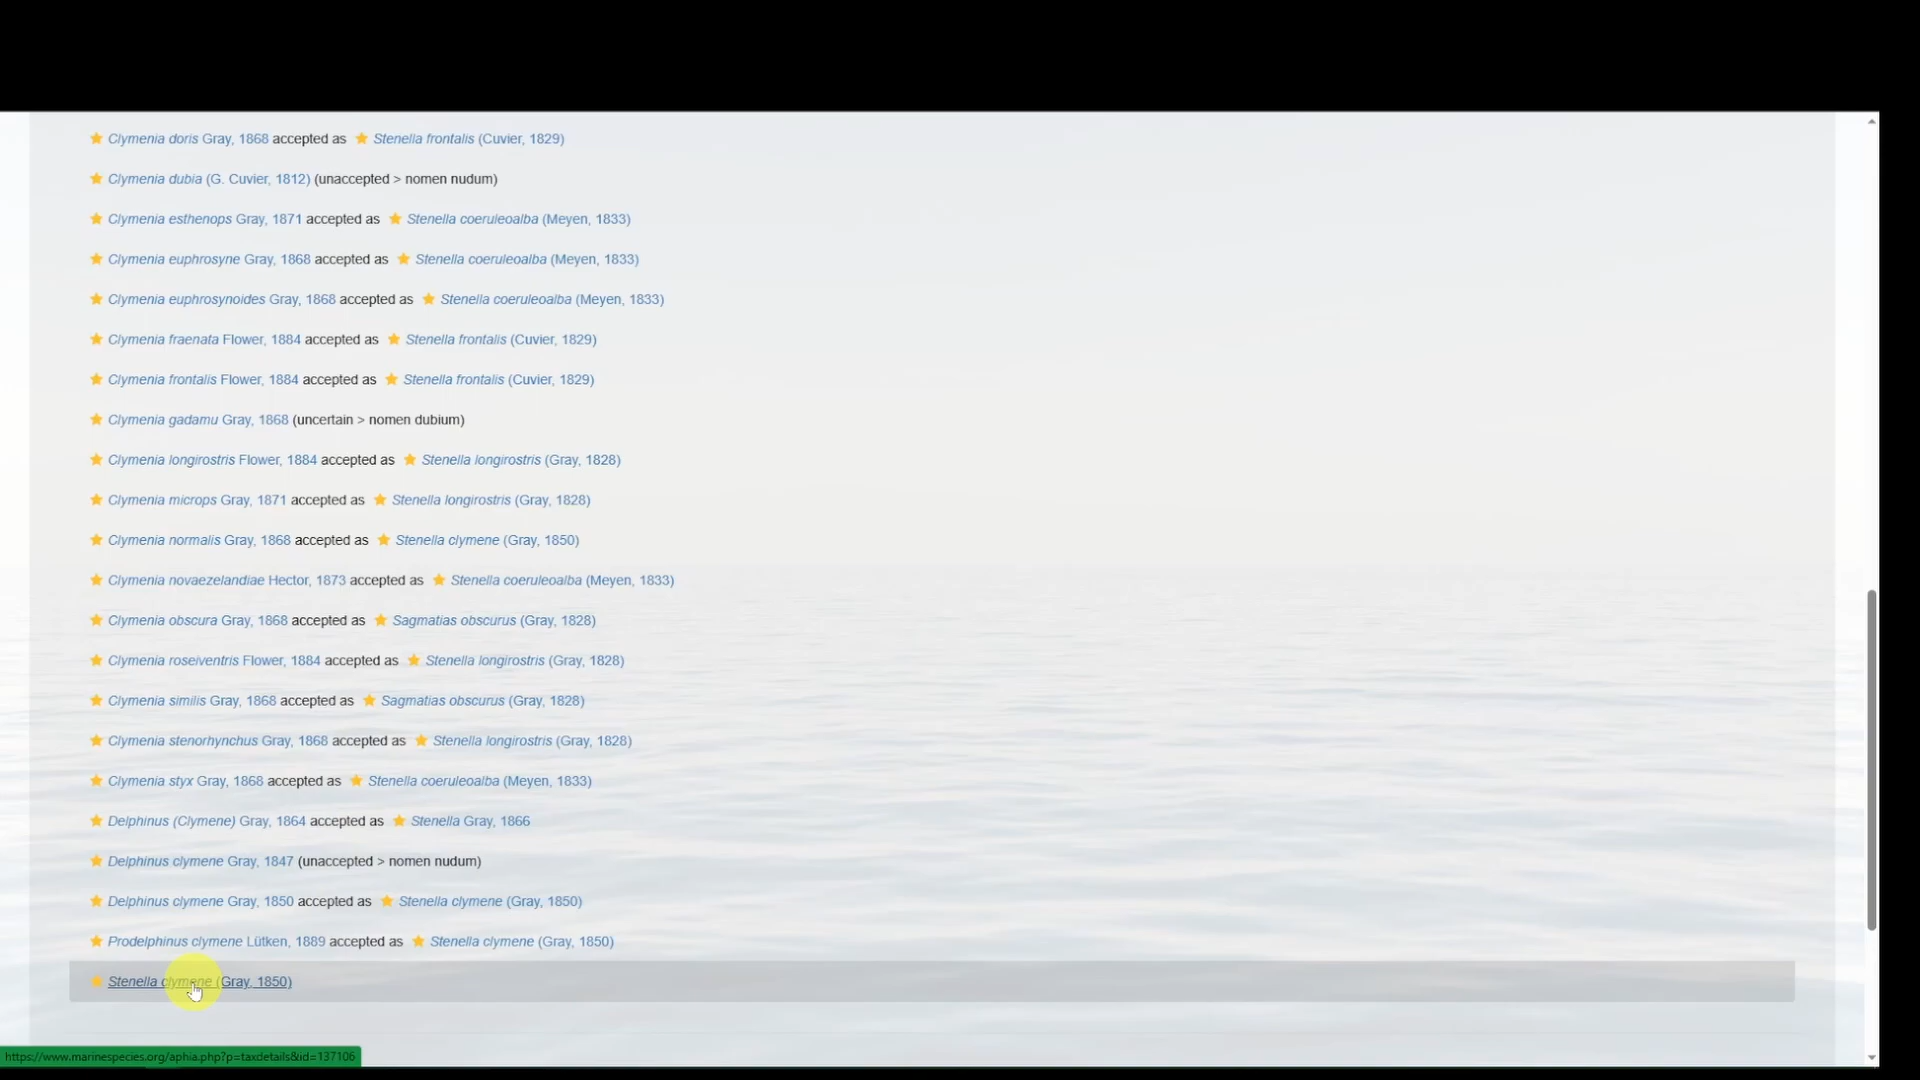 Clymenia doris Gray, 1868 accepted as Stenella frontalis (Cuvier, 1829)
Clymenia dubia (G. Cuvier, 1812) (unaccepted > nomen nudum)
Clymenia esthenops Gray, 1871 accepted as Stenella coeruleoalba (Meyen, 1833)
Clymenia euphrosyne Gray, 1868 accepted as Stenella coeruleoalba (Meyen, 1833)
Clymenia euphrosynoides Gray, 1868 accepted as Stenella coeruleoalba (Meyen, 1833)
Clymenia fraenata Flower, 1884 accepted as Stenella frontalis (Cuvier, 1829)
Clymenia frontalis Flower, 1884 accepted as Stenella frontalis (Cuvier, 1829)
Clymenia gadamu Gray, 1868 (uncertain > nomen dubium)
Clymenia longirostris Flower, 1884 accepted as Stenella longirostris (Gray, 1828)
Clymenia microps Gray, 1871 accepted as Stenella longirostris (Gray, 1828)
Clymenia normalis Gray, 1868 accepted as Stenella clymene (Gray, 1850)
Clymenia novaezelandiae Hector, 1873 accepted as Stenella coeruleoalba (Meyen, 1833)
Clymenia obscura Gray, 1868 accepted as Sagmatias obscurus (Gray, 1828)
Clymenia roseiventris Flower, 1884 accepted as Stenella longirostris (Gray, 1828)
Clymenia similis Gray, 1868 accepted as Sagmatias obscurus (Gray, 1828)
Clymenia stenorhynchus Gray, 1868 accepted as Stenella longirostris (Gray, 1828)
Clymenia styx Gray, 1868 accepted as Stenella coeruleoalba (Meyen, 1833)
Delphinus (Clymene) Gray, 1864 accepted as Stenella Gray, 1866
Delphinus clymene Gray, 1847 (unaccepted > nomen nudum)
Delphinus clymene Gray, 1850 accepted as Stenella clymene (Gray, 1850)
Prodelphinus clymene Lütken, 1889 accepted as Stenella clymene (Gray, 1850)
Stenella clymene (Gray, 1850)
https://www.marinespecies.org/aphia.php?p=taxdetails&id=137106